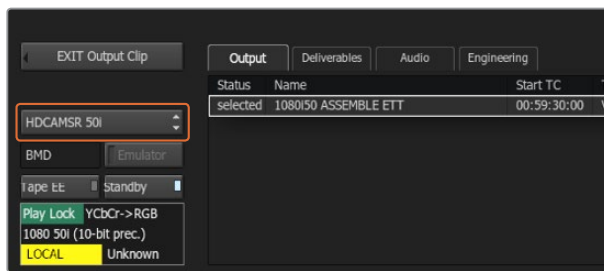 EXIT Output Clip
Output Deliverables Audio Engineering
Status Name Start TC
selected 1080I50 ASSEMBLE ETT 00:59:30:00
HDCAMSR 50i
BMD Emulator
Tape EE Standby
Play Lock YCbCr->RGB
1080 50i (10-bit prec.)
LOCAL Unknown